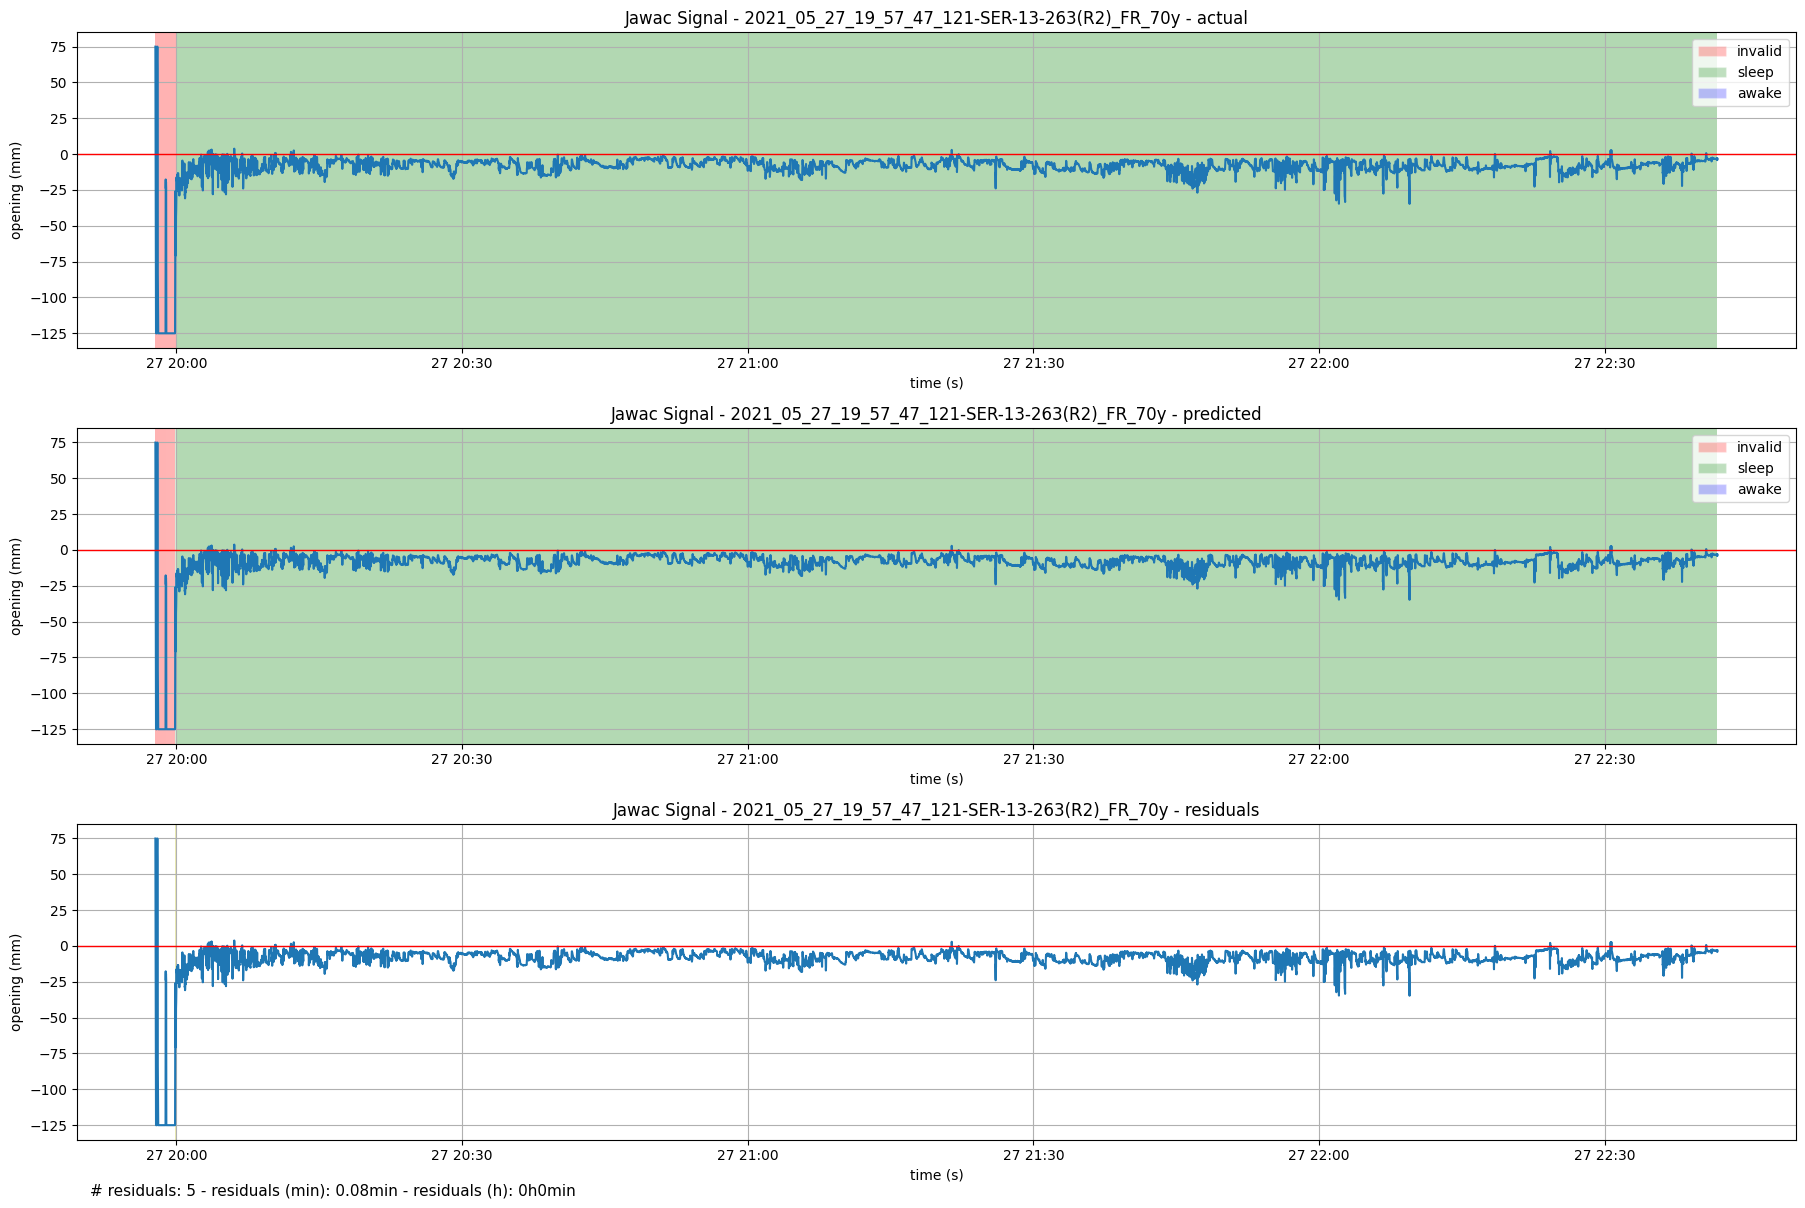 Jawac Signal - 2021_05_27_19_57_47_121-SER-13-263(R2)_FR_70y - actual
75
50
25
0
−25
−50
−75
−100
−125
opening (mm)
invalid
sleep
awake
27 20:00 27 20:30 27 21:00 27 21:30 27 22:00 27 22:30
time (s)
Jawac Signal - 2021_05_27_19_57_47_121-SER-13-263(R2)_FR_70y - predicted
75
50
25
0
−25
−50
−75
−100
−125
opening (mm)
invalid
sleep
awake
27 20:00 27 20:30 27 21:00 27 21:30 27 22:00 27 22:30
time (s)
Jawac Signal - 2021_05_27_19_57_47_121-SER-13-263(R2)_FR_70y - residuals
75
50
25
0
−25
−50
−75
−100
−125
opening (mm)
27 20:00 27 20:30 27 21:00 27 21:30 27 22:00 27 22:30
time (s)
# residuals: 5 - residuals (min): 0.08min - residuals (h): 0h0min